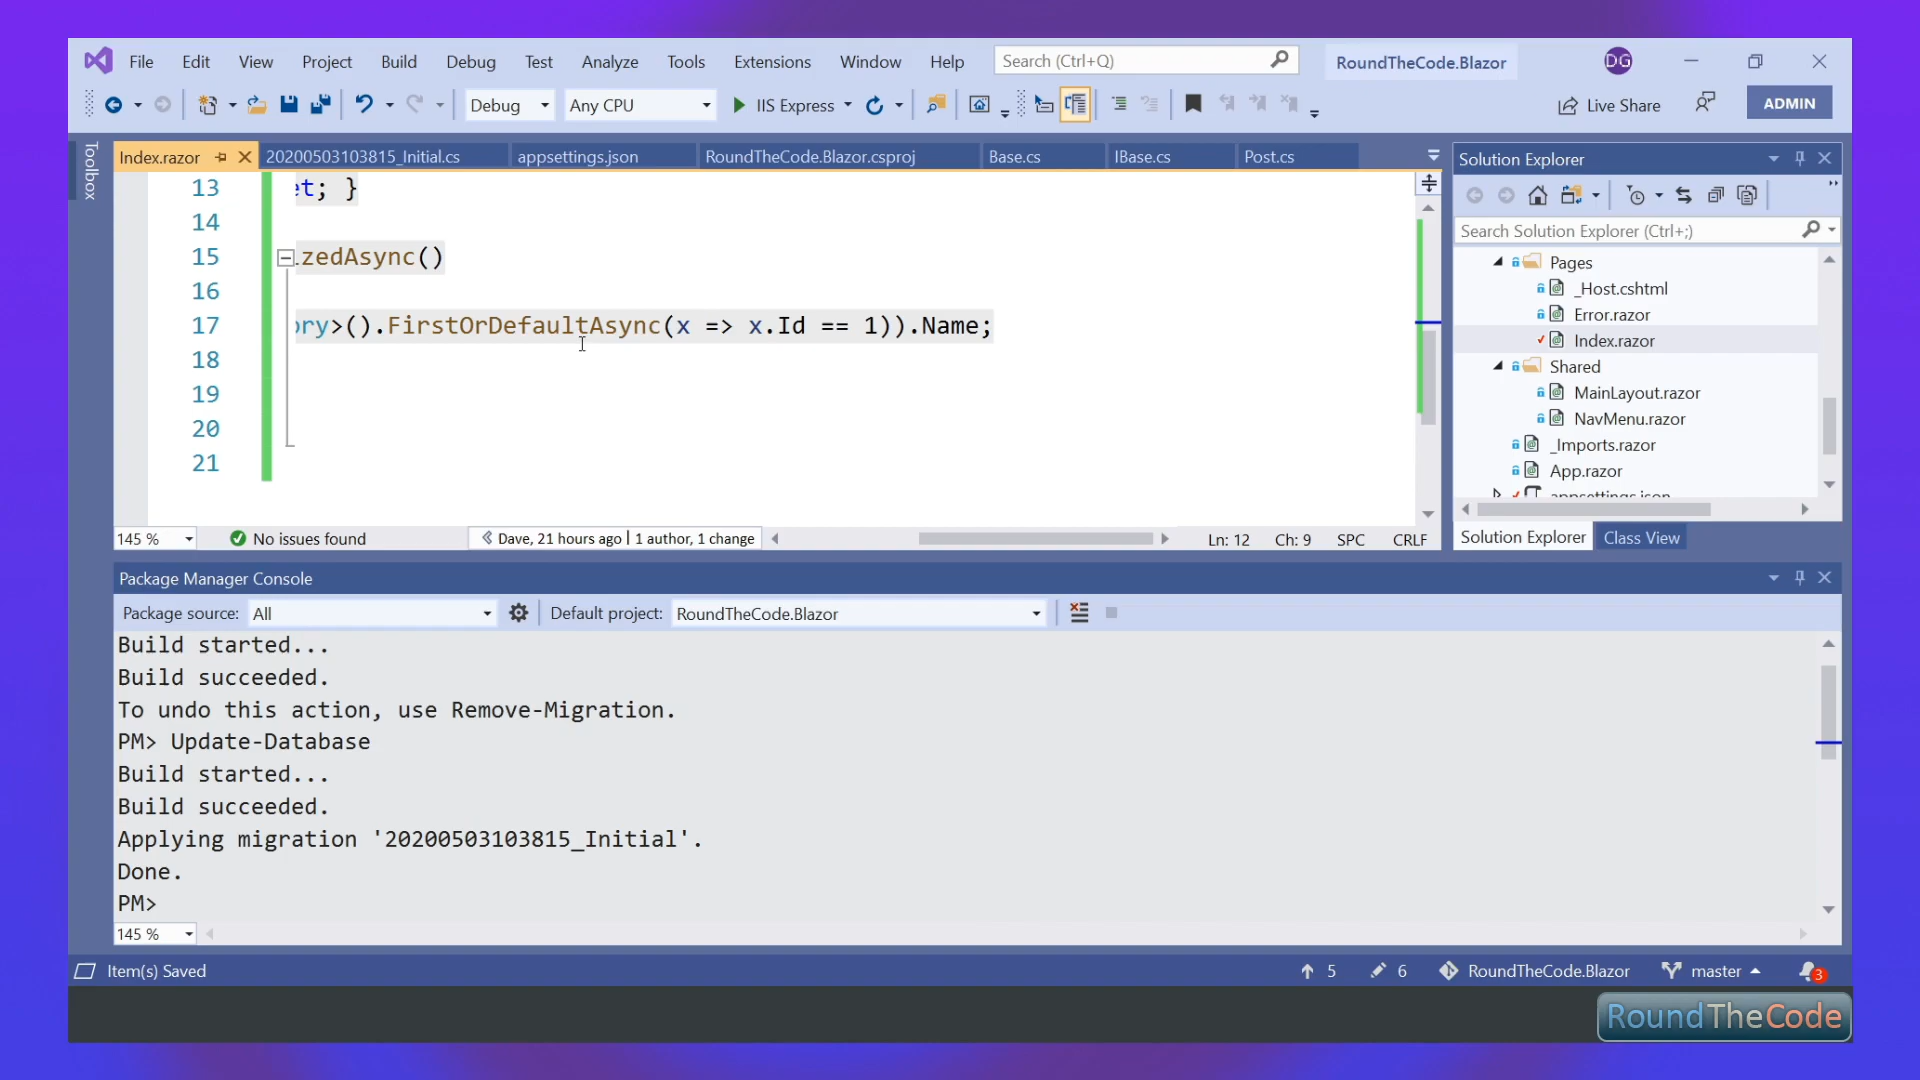 File Edit View Project Build Debug Test Analyze Tools Extensions Window Help Search (Ctrl+Q) RoundTheCode.Blazor DG
Debug Any CPU IIS Express Live Share ADMIN
Toolbox
Index.razor 20200503103815_Initial.cs appsettings.json RoundTheCode.Blazor.csproj Base.cs IBase.cs Post.cs
13 et; }
14
15 zedAsync()
16
17 ory>().FirstOrDefaultAsync(x => x.Id == 1)).Name;
18
19
20
21
145 % No issues found Dave, 21 hours ago | 1 author, 1 change Ln: 12 Ch: 9 SPC CRLF
Solution Explorer
Search Solution Explorer (Ctrl+;)
Pages
_Host.cshtml
Error.razor
Index.razor
Shared
MainLayout.razor
NavMenu.razor
_Imports.razor
App.razor
appsettings.json
Solution Explorer Class View
Package Manager Console
Package source: All Default project: RoundTheCode.Blazor
Build started...
Build succeeded.
To undo this action, use Remove-Migration.
PM> Update-Database
Build started...
Build succeeded.
Applying migration '20200503103815_Initial'.
Done.
PM>
145 %
Item(s) Saved 5 6 RoundTheCode.Blazor master 3
RoundTheCode